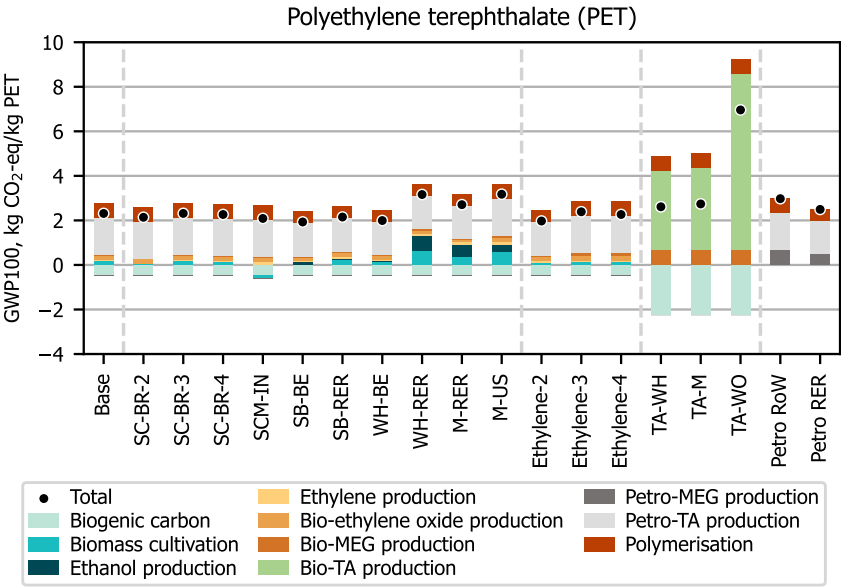 Polyethylene terephthalate (PET)
GWP100, kg CO₂-eq/kg PET
10
8
6
4
2
0
−2
−4
Base
SC-BR-2
SC-BR-3
SC-BR-4
SCM-IN
SB-BE
SB-RER
WH-BE
WH-RER
M-RER
M-US
Ethylene-2
Ethylene-3
Ethylene-4
TA-WH
TA-M
TA-WO
Petro RoW
Petro RER
Total
Biogenic carbon
Biomass cultivation
Ethanol production
Ethylene production
Bio-ethylene oxide production
Bio-MEG production
Bio-TA production
Petro-MEG production
Petro-TA production
Polymerisation